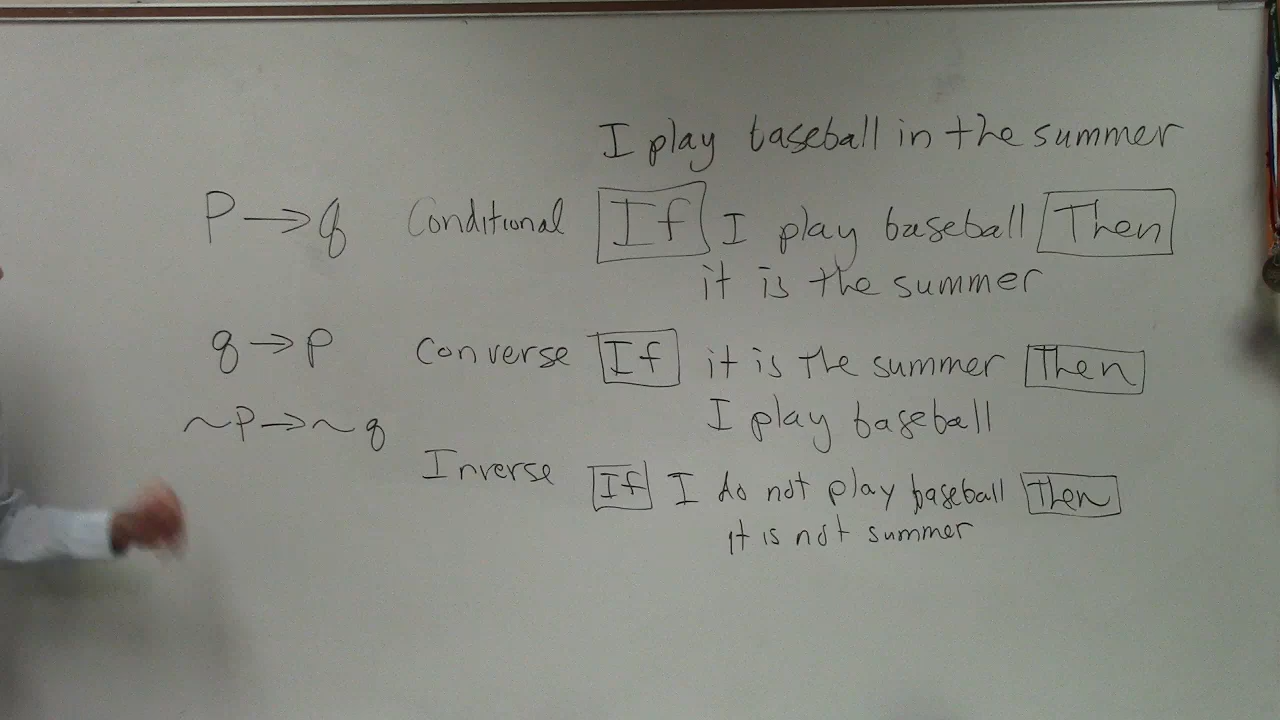 I play baseball in the summer
P→q Conditional If I play baseball Then
it is the summer
q→p Converse If it is the summer Then
I play baseball
~P→~q
Inverse If I do not play baseball Then
it is not summer